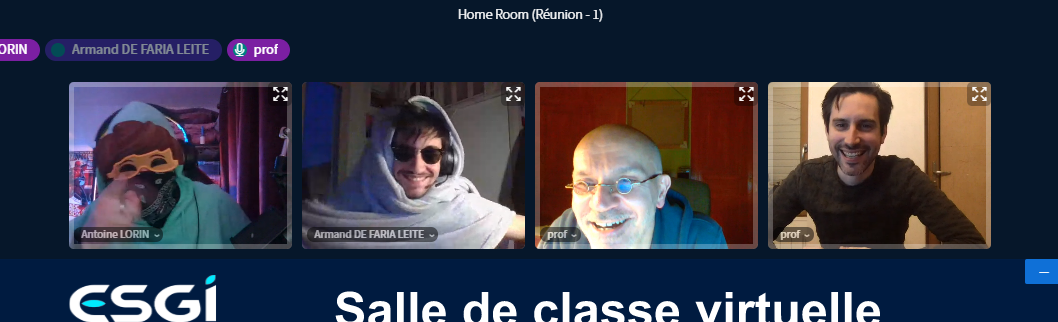 Home Room (Réunion - 1)
ORIN Armand DE FARIA LEITE prof
Antoine LORIN Armand DE FARIA LEITE prof prof
ESGI
Salle de classe virtuelle